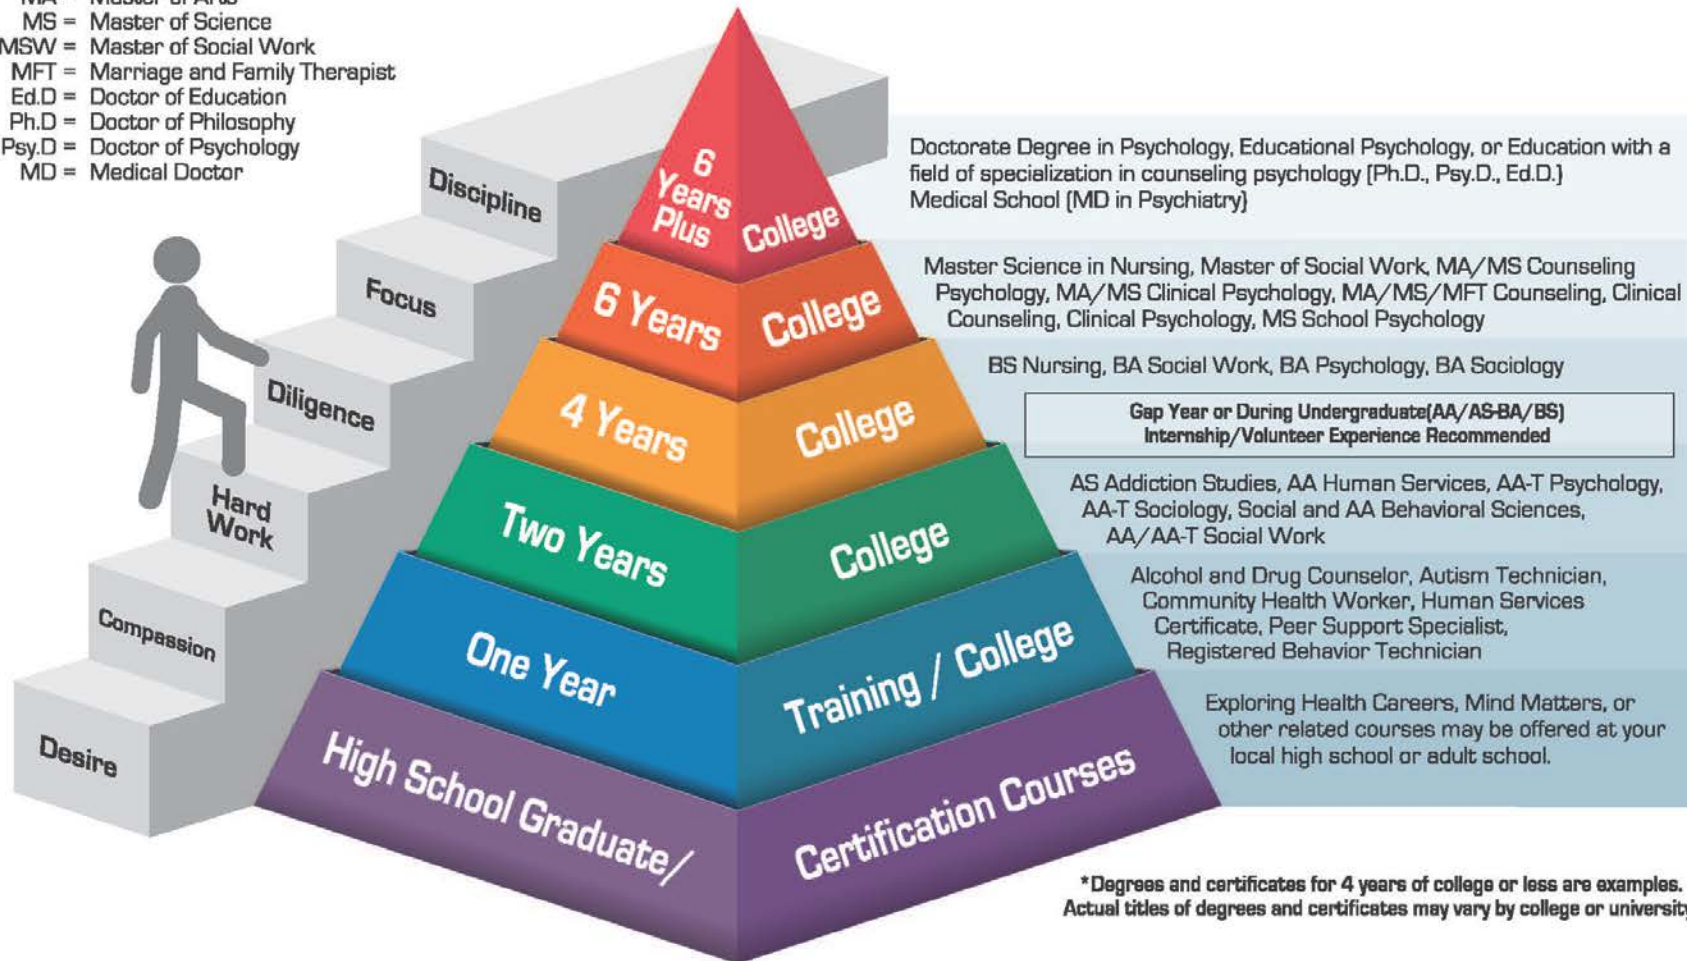 MA = Master of Arts
MS = Master of Science
MSW = Master of Social Work
MFT = Marriage and Family Therapist
Ed.D = Doctor of Education
Ph.D = Doctor of Philosophy
Psy.D = Doctor of Psychology
MD = Medical Doctor
Discipline
Focus
Diligence
Hard
Work
Compassion
Desire
6
Years
Plus
College
6 Years
College
4 Years
College
Two Years
College
One Year
Training / College
High School Graduate/
Certification Courses
Doctorate Degree in Psychology, Educational Psychology, or Education with a
field of specialization in counseling psychology (Ph.D., Psy.D., Ed.D.)
Medical School (MD in Psychiatry)
Master Science in Nursing, Master of Social Work, MA/MS Counseling
Psychology, MA/MS Clinical Psychology, MA/MS/MFT Counseling, Clinical
Counseling, Clinical Psychology, MS School Psychology
BS Nursing, BA Social Work, BA Psychology, BA Sociology
Gap Year or During Undergraduate(AA/AS-BA/BS)
Internship/Volunteer Experience Recommended
AS Addiction Studies, AA Human Services, AA-T Psychology,
AA-T Sociology, Social and AA Behavioral Sciences,
AA/AA-T Social Work
Alcohol and Drug Counselor, Autism Technician,
Community Health Worker, Human Services
Certificate, Peer Support Specialist,
Registered Behavior Technician
Exploring Health Careers, Mind Matters, or
other related courses may be offered at your
local high school or adult school.
*Degrees and certificates for 4 years of college or less are examples.
Actual titles of degrees and certificates may vary by college or university